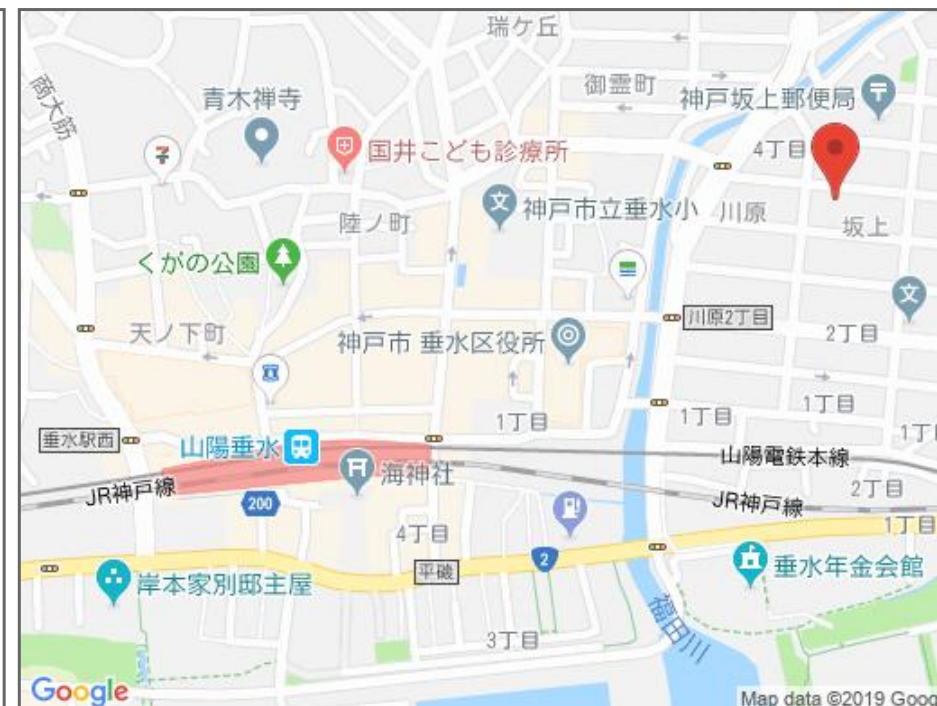 瑞ケ丘
商大筋
御霊町
青木禅寺
神戸坂上郵便局
国井こども診療所
4丁目
神戸市立垂水小
川原
坂上
陸ノ町
くがの公園
天ノ下町
川原2丁目
神戸市 垂水区役所
2丁目
1丁目
1丁目
1丁目
垂水駅西
山陽垂水
山陽電鉄本線
海神社
JR神戸線
200
JR神戸線
2丁目
4丁目
1丁目
平磯
2
岸本家別邸主屋
垂水年金会館
福田川
3丁目
Google
Map data ©2019 Goog